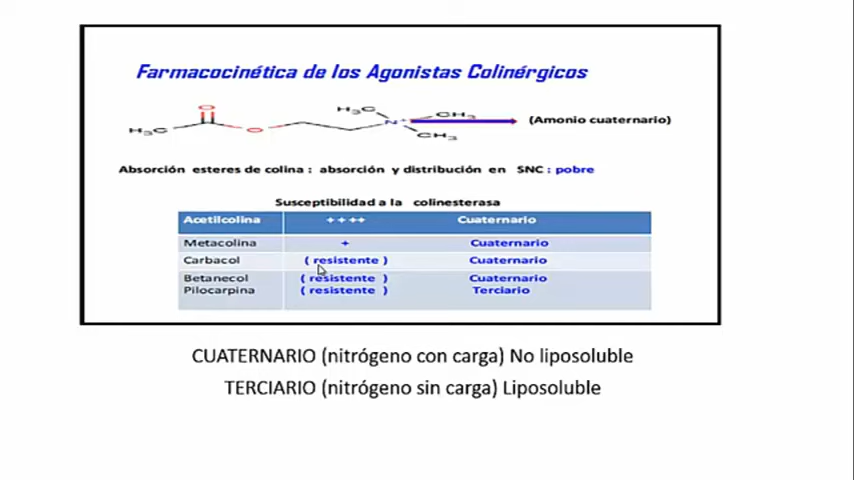 Farmacocinética de los Agonistas Colinérgicos
H₃C O O H₃C N⁺ CH₃ CH₃ (Amonio cuaternario)
Absorción esteres de colina : absorción y distribución en SNC : pobre
Susceptibilidad a la colinesterasa
Acetilcolina ++++ Cuaternario
Metacolina + Cuaternario
Carbacol ( resistente ) Cuaternario
Betanecol ( resistente ) Cuaternario
Pilocarpina ( resistente ) Terciario
CUATERNARIO (nitrógeno con carga) No liposoluble
TERCIARIO (nitrógeno sin carga) Liposoluble